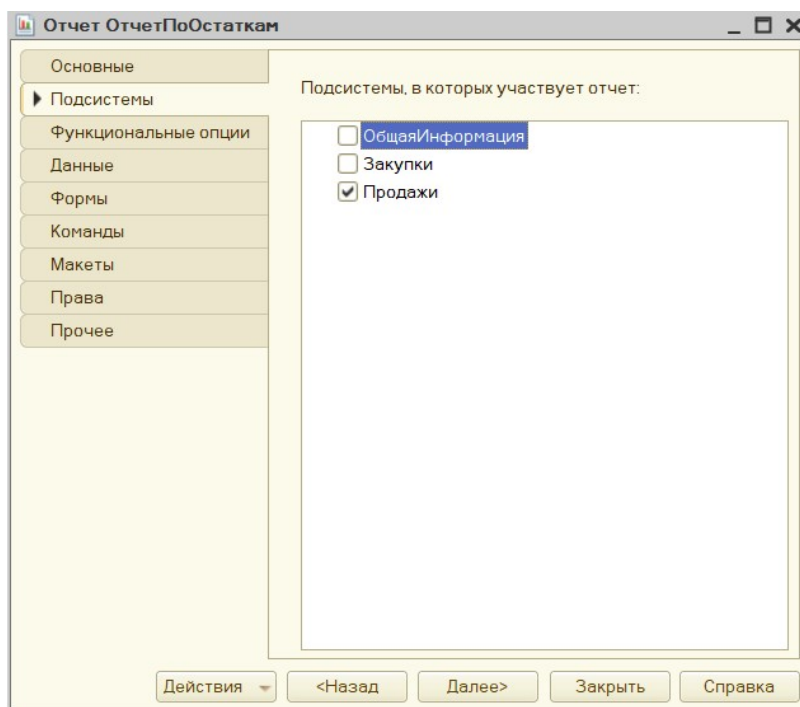 Отчет ОтчетПоОстаткам
Основные
Подсистемы
Функциональные опции
Данные
Формы
Команды
Макеты
Права
Прочее
Подсистемы, в которых участвует отчет:
ОбщаяИнформация
Закупки
Продажи
Действия
<Назад
Далее>
Закрыть
Справка